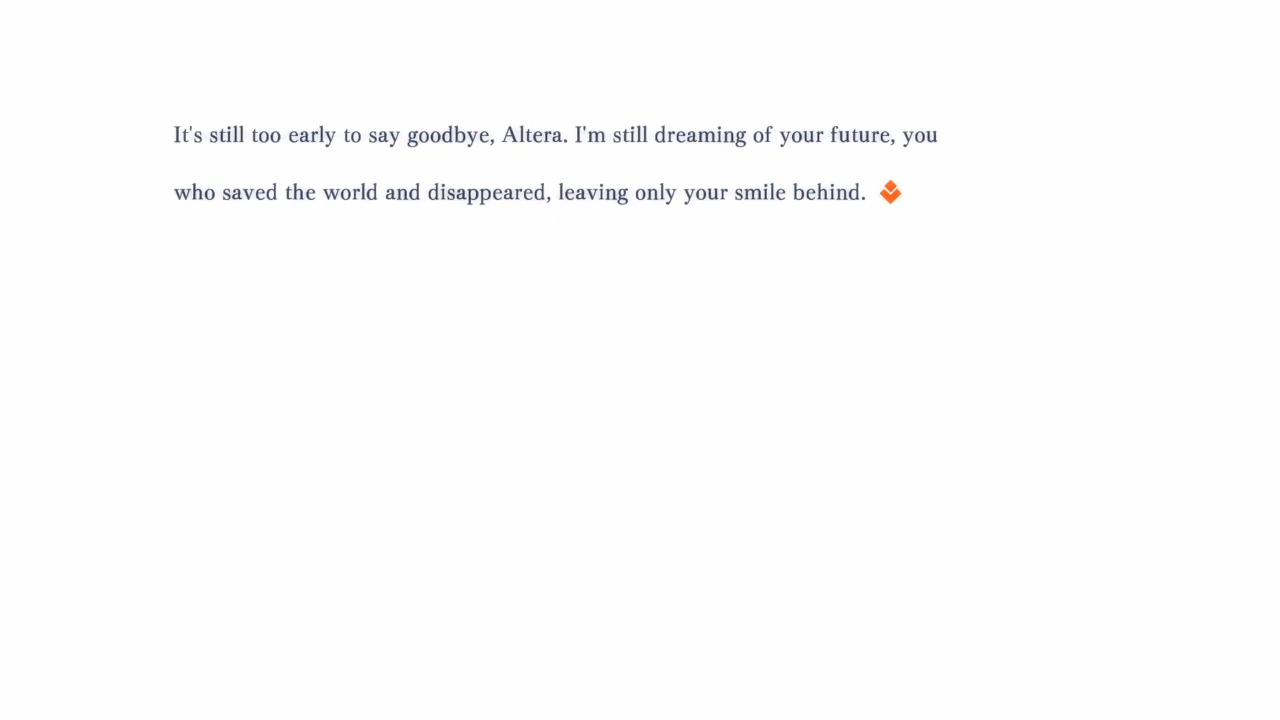 It's still too early to say goodbye, Altera. I'm still dreaming of your future, you
who saved the world and disappeared, leaving only your smile behind.